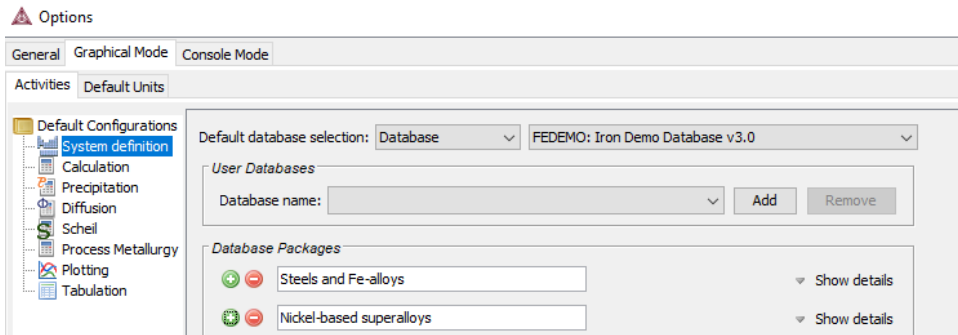 Options
General Graphical Mode Console Mode
Activities Default Units
Default Configurations
System definition
Calculation
Precipitation
Diffusion
Scheil
Process Metallurgy
Plotting
Tabulation
Default database selection: Database FEDEMO: Iron Demo Database v3.0
User Databases
Database name: Add Remove
Database Packages
Steels and Fe-alloys Show details
Nickel-based superalloys Show details